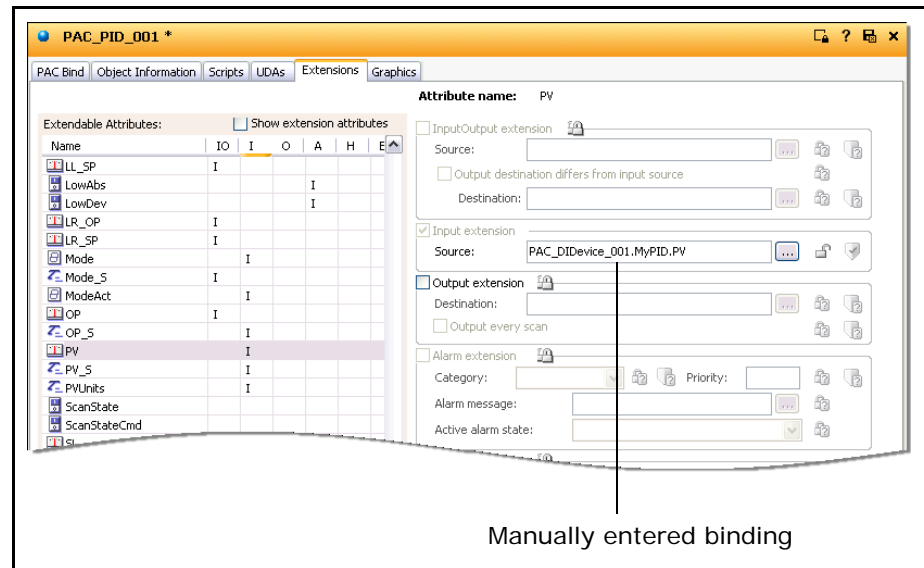 PAC_PID_001 *
PAC Bind Object Information Scripts UDAs Extensions Graphics
Attribute name: PV
Extendable Attributes: Show extension attributes
Name IO I O A H E
LL_SP I
LowAbs I
LowDev I
LR_OP I
LR_SP I
Mode I
Mode_S I
ModeAct I
OP I
OP_S I
PV I
PV_S I
PVUnits I
ScanState
ScanStateCmd
InputOutput extension
Source:
Output destination differs from input source
Destination:
Input extension
Source: PAC_DIDevice_001.MyPID.PV
Output extension
Destination:
Output every scan
Alarm extension
Category: Priority:
Alarm message:
Active alarm state:
Manually entered binding